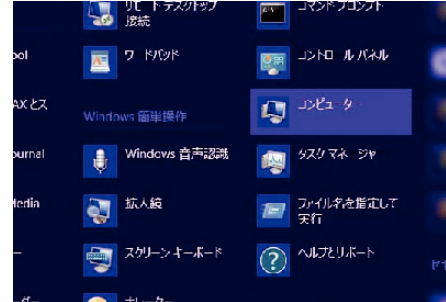 リモート デスクトップ
接続
ワードパッド
Windows 簡単操作
Windows 音声認識
拡大鏡
スクリーン キーボード
ナレーター
コマンド プロンプト
コントロール パネル
コンピューター
タスク マネージャー
ファイル名を指定して
実行
ヘルプとサポート
ool
AX とス
ournal
Media